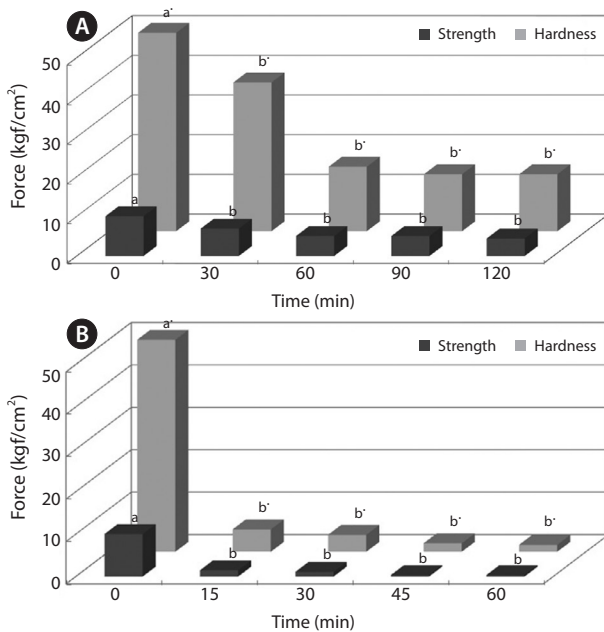 A
Strength Hardness
Force (kgf/cm²)
50
40
30
20
10
0
a·
b·
b·
b·
b·
a
b
b
b
b
0 30 60 90 120
Time (min)
B
Strength Hardness
Force (kgf/cm²)
50
40
30
20
10
0
a·
b·
b·
b·
b·
a
b
b
b
b
0 15 30 45 60
Time (min)